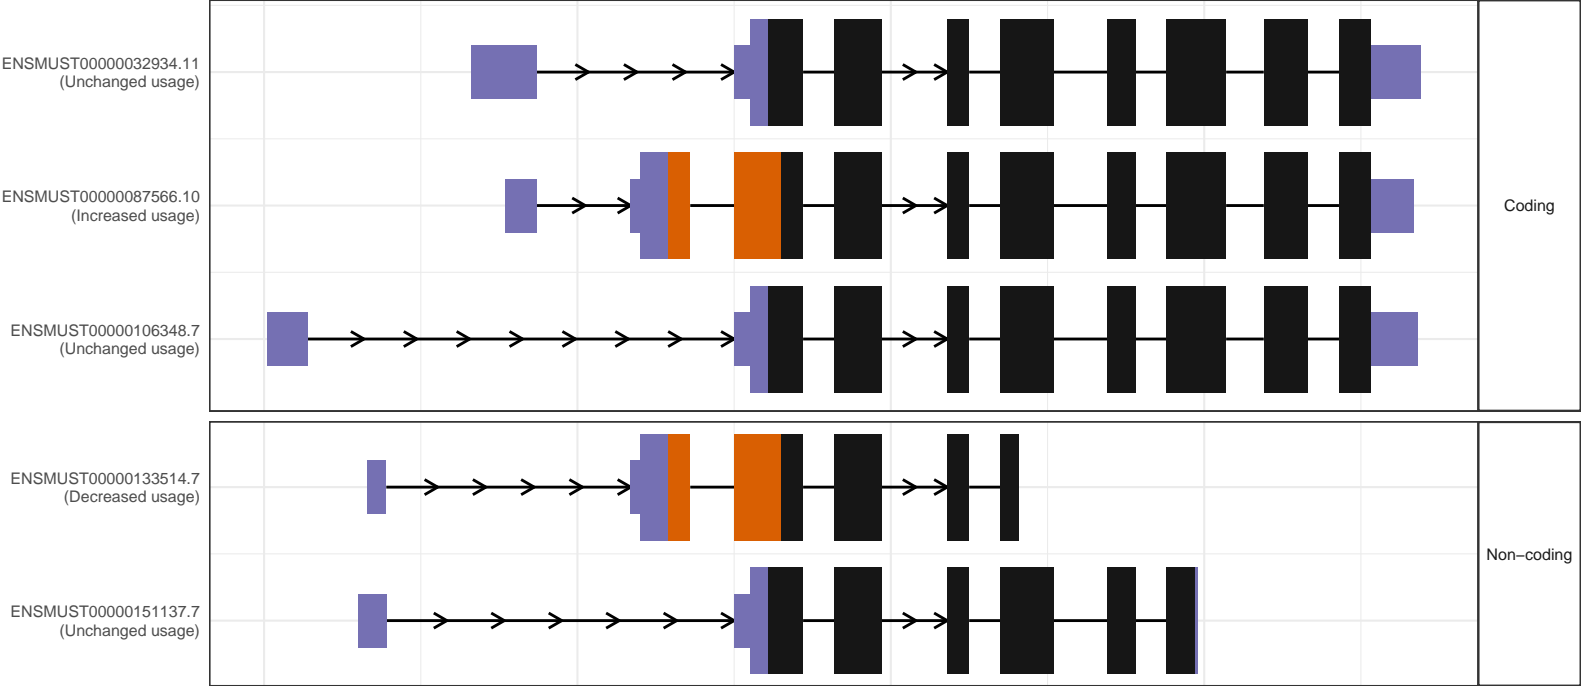 ENSMUST00000032934.11
(Unchanged usage)
ENSMUST00000087566.10
(Increased usage)
ENSMUST00000106348.7
(Unchanged usage)
Coding
ENSMUST00000133514.7
(Decreased usage)
ENSMUST00000151137.7
(Unchanged usage)
Non−coding